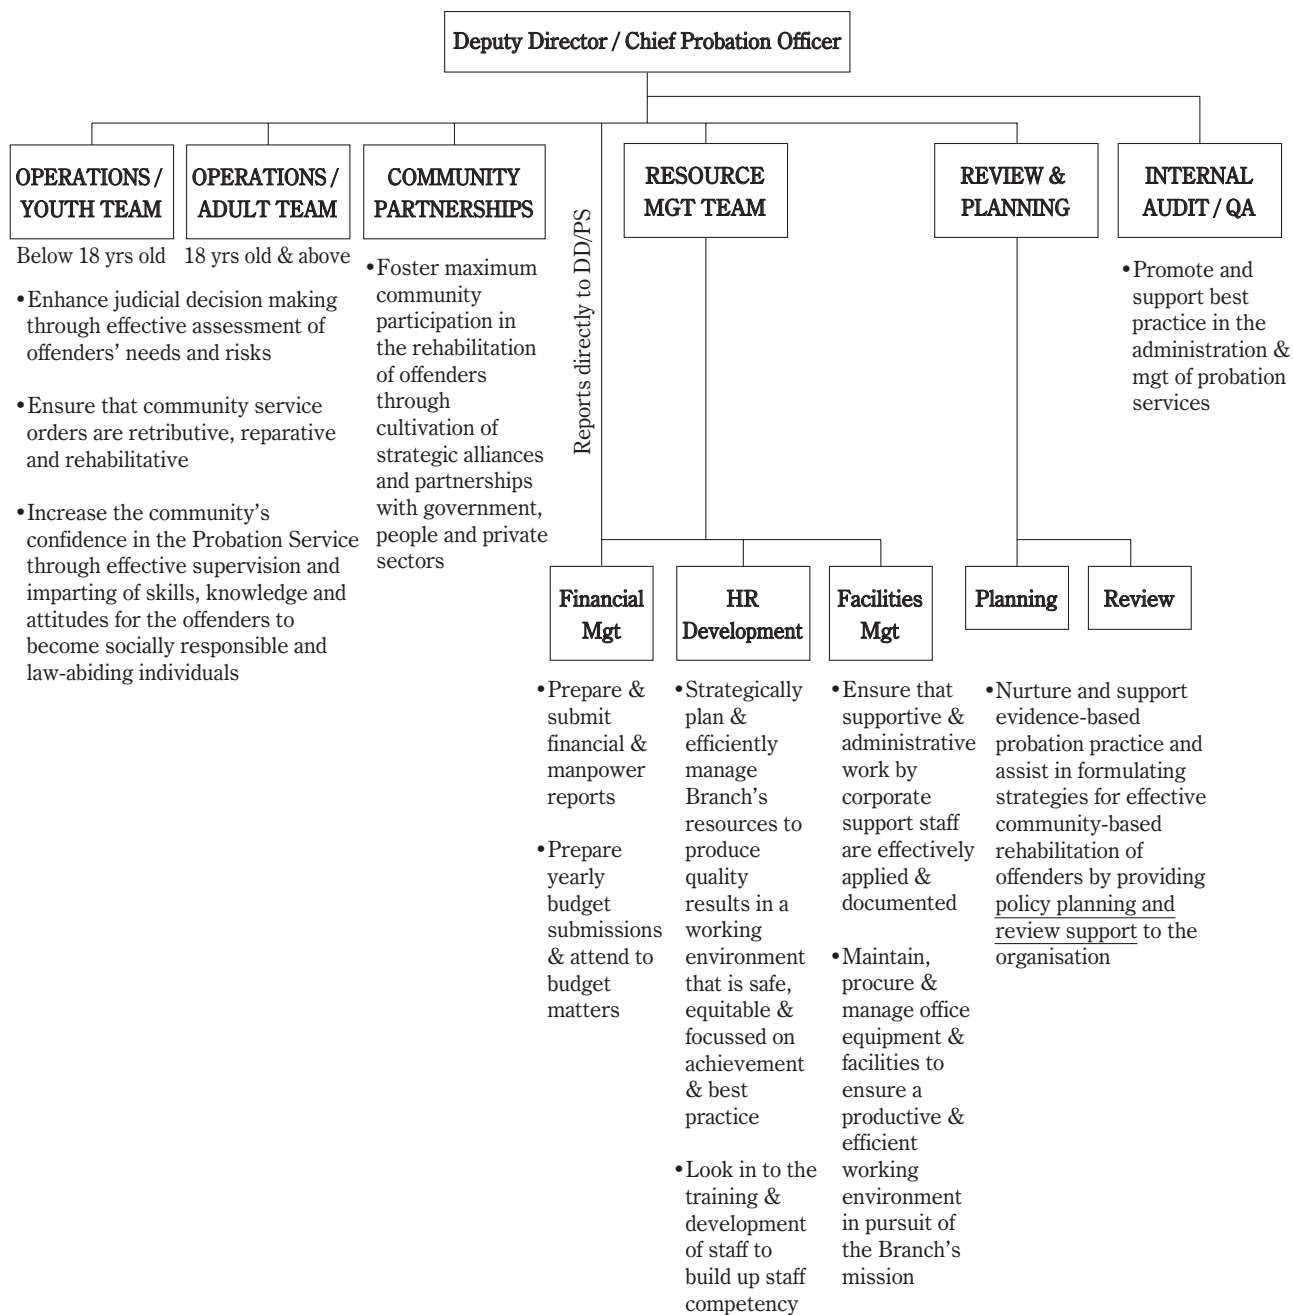 Deputy Director / Chief Probation Officer
OPERATIONS /
YOUTH TEAM
Below 18 yrs old
OPERATIONS /
ADULT TEAM
18 yrs old & above
•Enhance judicial decision making
through effective assessment of
offenders’ needs and risks
•Ensure that community service
orders are retributive, reparative
and rehabilitative
•Increase the community’s
confidence in the Probation Service
through effective supervision and
imparting of skills, knowledge and
attitudes for the offenders to
become socially responsible and
law-abiding individuals
COMMUNITY
PARTNERSHIPS
•Foster maximum
community
participation in
the rehabilitation
of offenders
through
cultivation of
strategic alliances
and partnerships
with government,
people and private
sectors
Reports directly to DD/PS
RESOURCE
MGT TEAM
Financial
Mgt
•Prepare &
submit
financial &
manpower
reports
•Prepare
yearly
budget
submissions
& attend to
budget
matters
HR
Development
•Strategically
plan &
efficiently
manage
Branch’s
resources to
produce
quality
results in a
working
environment
that is safe,
equitable &
focussed on
achievement
& best
practice
•Look in to the
training &
development
of staff to
build up staff
competency
Facilities
Mgt
•Ensure that
supportive &
administrative
work by
corporate
support staff
are effectively
applied &
documented
•Maintain,
procure &
manage office
equipment &
facilities to
ensure a
productive &
efficient
working
environment
in pursuit of
the Branch’s
mission
REVIEW &
PLANNING
Planning
Review
•Nurture and support
evidence-based
probation practice and
assist in formulating
strategies for effective
community-based
rehabilitation of
offenders by providing
policy planning and
review support to the
organisation
INTERNAL
AUDIT / QA
•Promote and
support best
practice in the
administration &
mgt of probation
services